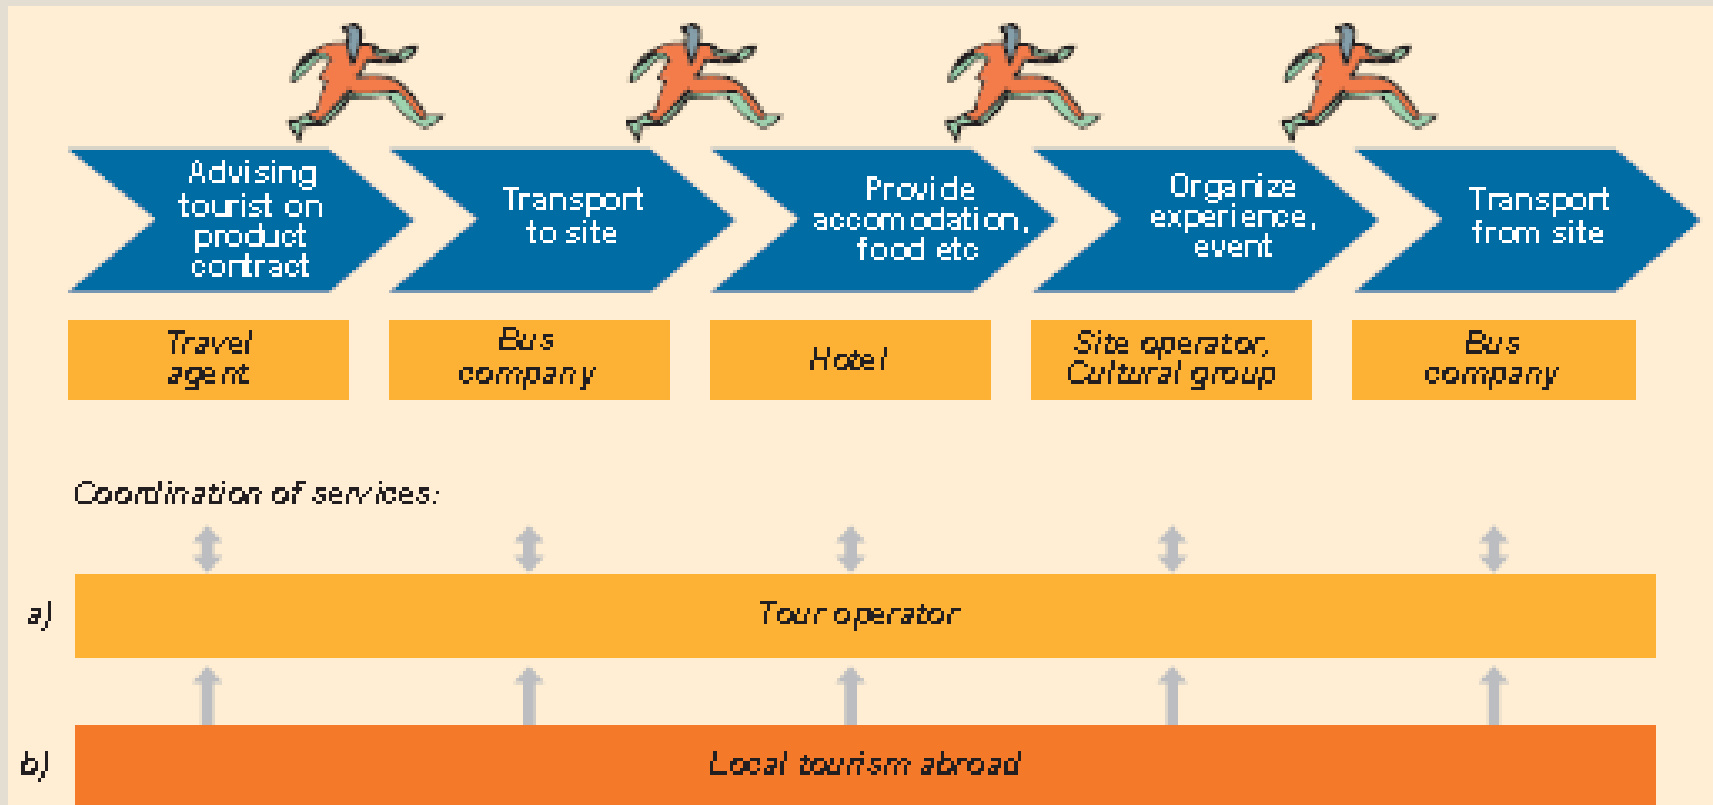 Advising
tourist on
product
contract
Transport
to site
Provide
accomodation,
food etc
Organize
experience,
event
Transport
from site
Travel
agent
Bus
company
Hotel
Site operator,
Cultural group
Bus
company
Coordination of services:
a)
Tour operator
b)
Local tourism abroad